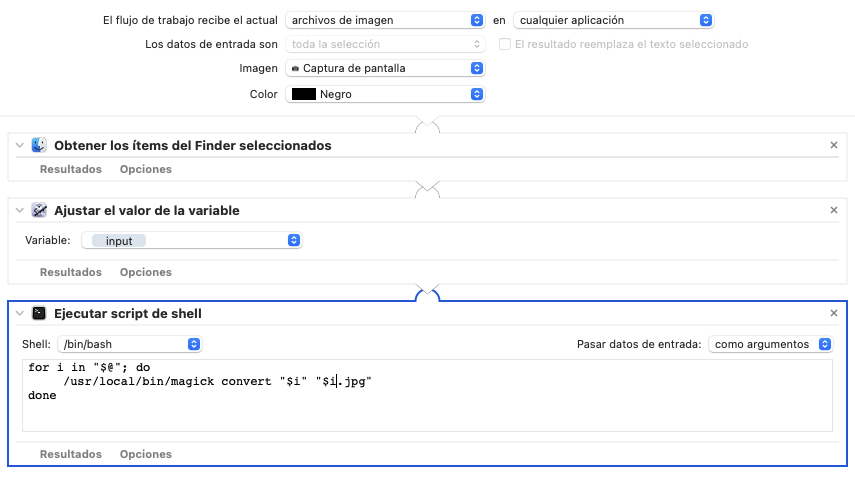 El flujo de trabajo recibe el actual archivos de imagen en cualquier aplicación
Los datos de entrada son toda la selección El resultado reemplaza el texto seleccionado
Imagen Captura de pantalla
Color Negro
Obtener los ítems del Finder seleccionados
Resultados Opciones
Ajustar el valor de la variable
Variable: input
Resultados Opciones
Ejecutar script de shell
Shell: /bin/bash Pasar datos de entrada: como argumentos
for i in "$@"; do
/usr/local/bin/magick convert "$i" "$i.jpg"
done
Resultados Opciones